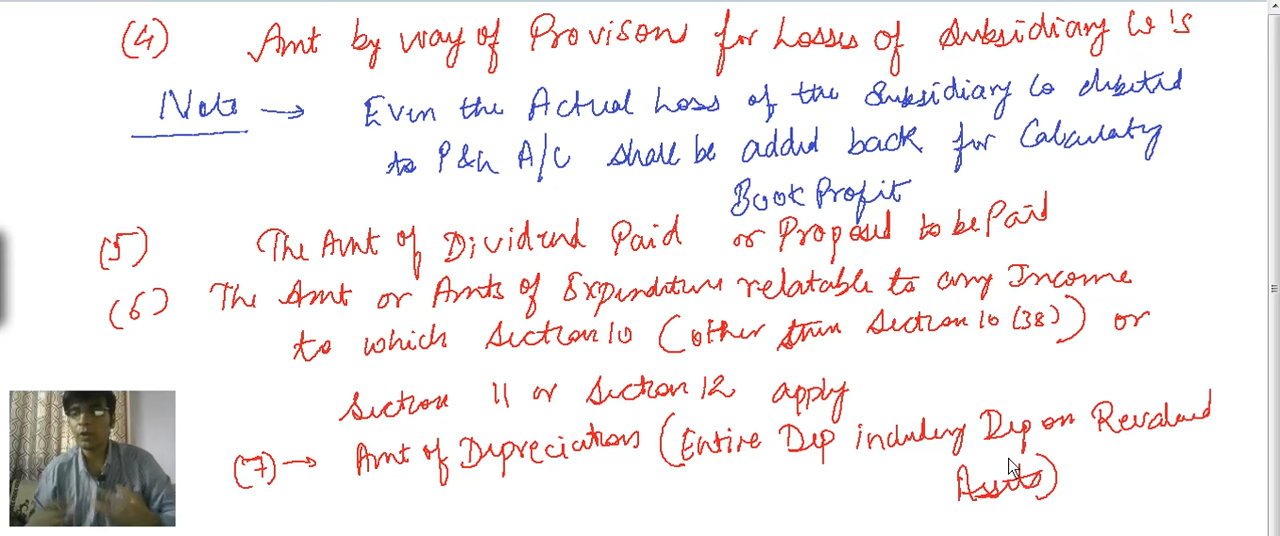 (4) Amt by way of Provison for Losses of Subsidiary Co's
Note → Even the Actual Loss of the Subsidiary Co debited
to P&L A/C shall be added back for Calculatg
Book Profit
(5) The Amt of Dividend Paid or Proposed to be Paid
(6) The Amt or Amts of Expenditure relatable to any Income
to which Section 10 (other than Section 10 (38)) or
Section 11 or Section 12 apply
(7) → Amt of Depreciation (Entire Dep including Dep on Revalued
Assets)